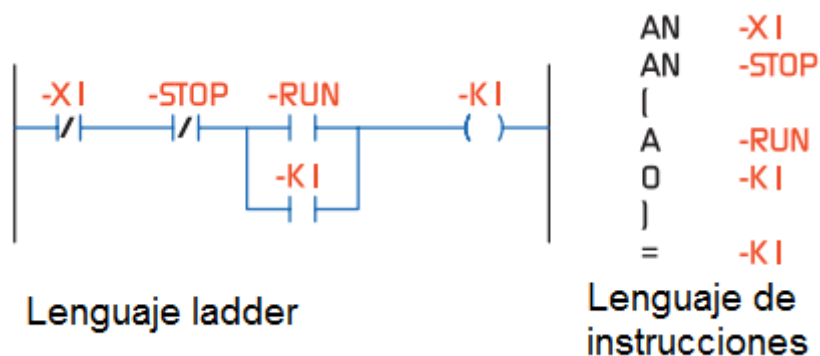 -X1 -STOP -RUN -K1
-K1
Lenguaje ladder
AN -X1
AN -STOP
(
A -RUN
O -K1
)
= -K1
Lenguaje de
instrucciones